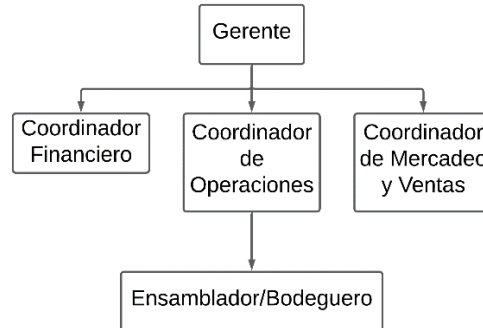 Gerente
Coordinador
Financiero
Coordinador
de
Operaciones
Coordinador
de Mercadeo
y Ventas
Ensamblador/Bodeguero